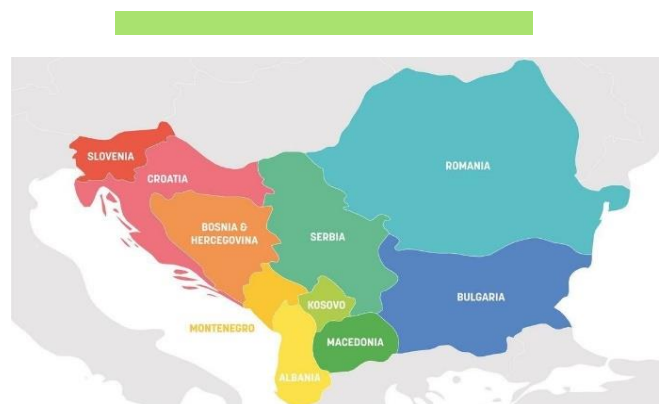 SLOVENIA
CROATIA
ROMANIA
BOSNIA &
HERCEGOVINA
SERBIA
BULGARIA
KOSOVO
MONTENEGRO
MACEDONIA
ALBANIA